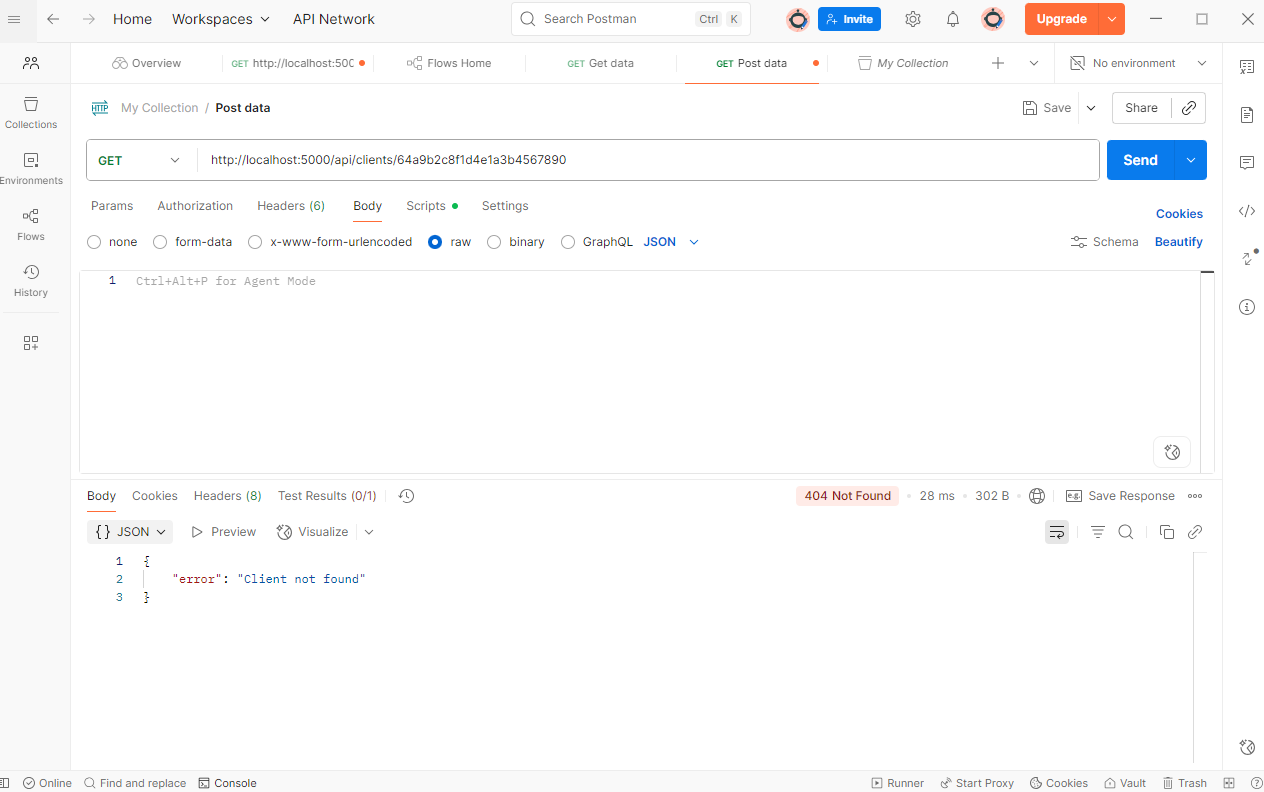 Home Workspaces API Network Search Postman Ctrl K Invite Upgrade
Overview GET http://localhost:500 Flows Home GET Get data GET Post data My Collection No environment
HTTP My Collection / Post data Save Share
GET http://localhost:5000/api/clients/64a9b2c8f1d4e1a3b4567890 Send
Collections
Environments
Flows
History
Params Authorization Headers (6) Body Scripts Settings Cookies
none form-data x-www-form-urlencoded raw binary GraphQL JSON Schema Beautify
1 Ctrl+Alt+P for Agent Mode
Body Cookies Headers (8) Test Results (0/1) 404 Not Found 28 ms 302 B e.g. Save Response
{} JSON Preview Visualize
1 {
2 "error": "Client not found"
3 }
Online Find and replace Console Runner Start Proxy Cookies Vault Trash